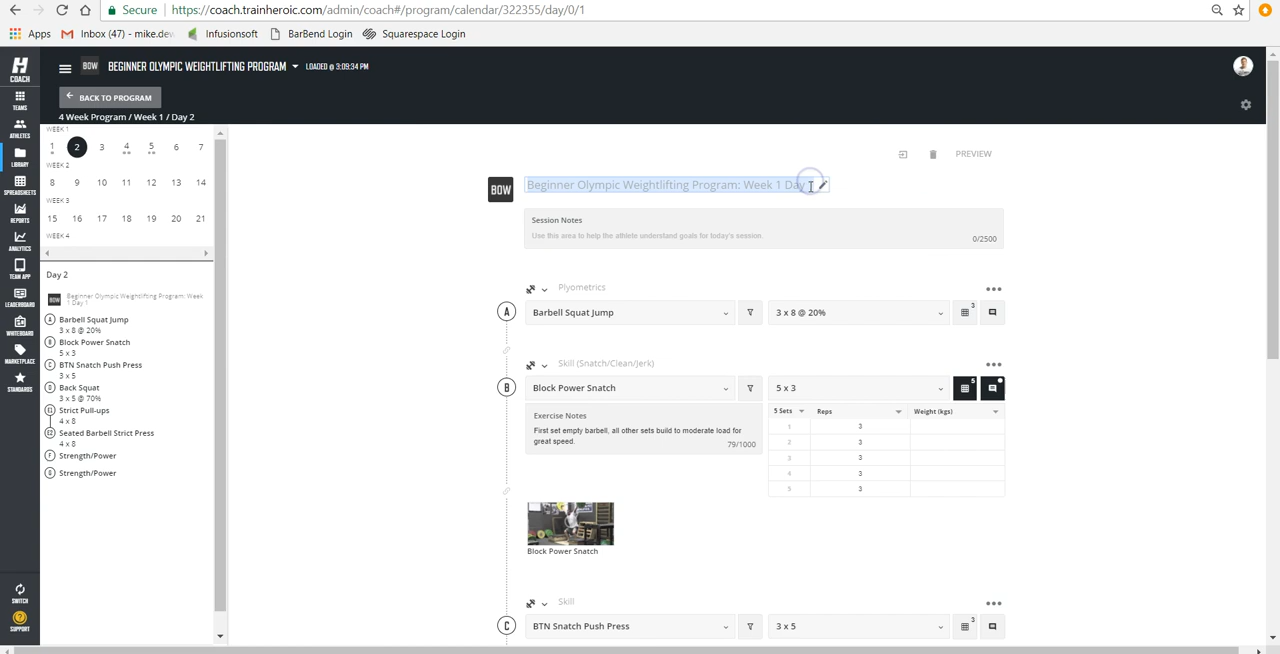 Secure https://coach.trainheroic.com/admin/coach#/program/calendar/322355/day/0/1
Apps Inbox (47) - mike.dew Infusionsoft BarBend Login Squarespace Login
H COACH
BOW BEGINNER OLYMPIC WEIGHTLIFTING PROGRAM LOADED @ 3:09:34 PM
BACK TO PROGRAM
4 Week Program / Week 1 / Day 2
TEAMS
ATHLETES
LIBRARY
SPREADSHEETS
REPORTS
ANALYTICS
TEAM APP
LEADERBOARD
WHITEBOARD
MARKETPLACE
STANDARDS
SWITCH
SUPPORT
WEEK 1
1 2 3 4 5 6 7
WEEK 2
8 9 10 11 12 13 14
WEEK 3
15 16 17 18 19 20 21
WEEK 4
Day 2
BOW Beginner Olympic Weightlifting Program: Week
1 Day 1
A Barbell Squat Jump
3 x 8 @ 20%
B Block Power Snatch
5 x 3
C BTN Snatch Push Press
3 x 5
D Back Squat
3 x 5 @ 70%
E1 Strict Pull-ups
4 x 8
E2 Seated Barbell Strict Press
4 x 8
F Strength/Power
G Strength/Power
PREVIEW
BOW Beginner Olympic Weightlifting Program: Week 1 Day
Session Notes
Use this area to help the athlete understand goals for today's session.
0/2500
Plyometrics
A Barbell Squat Jump 3 x 8 @ 20% 3
Skill (Snatch/Clean/Jerk)
B Block Power Snatch 5 x 3 5
Exercise Notes
First set empty barbell, all other sets build to moderate load for
great speed.
79/1000
5 Sets Reps Weight (kgs)
1 3
2 3
3 3
4 3
5 3
Block Power Snatch
Skill
C BTN Snatch Push Press 3 x 5 3